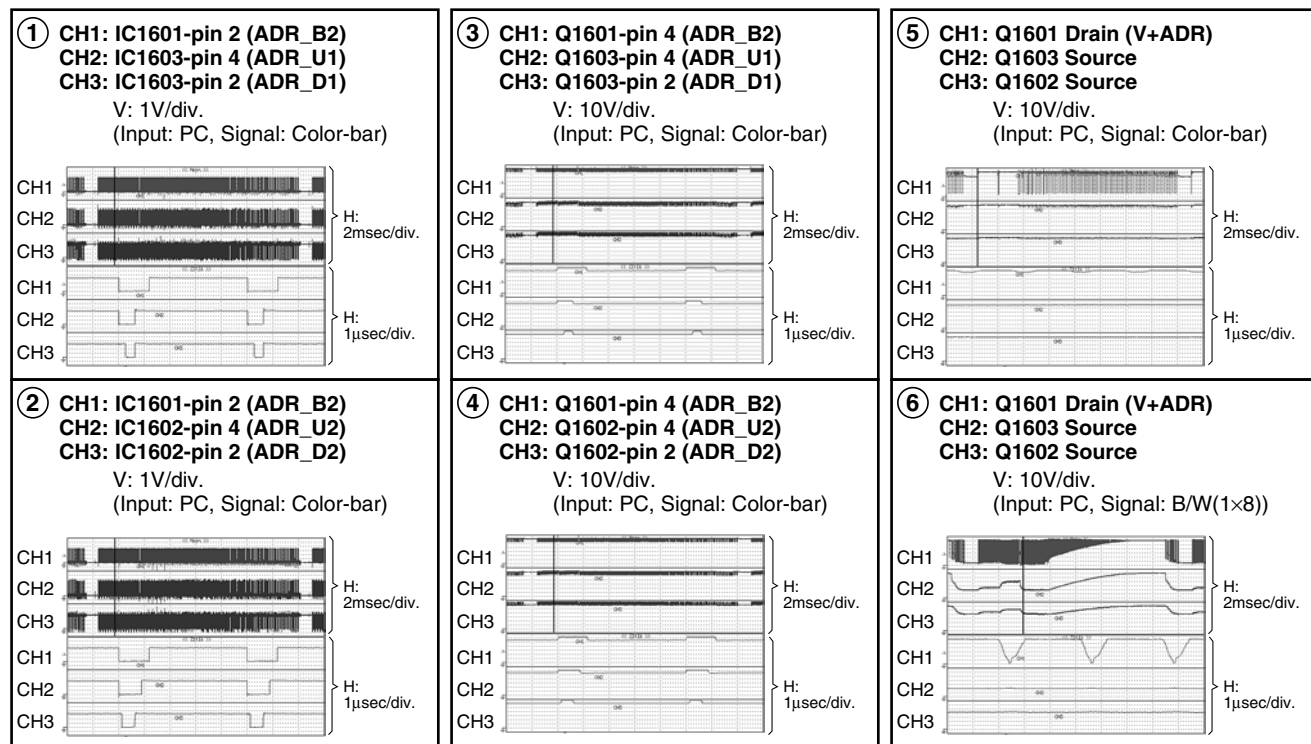 ① CH1: IC1601-pin 2 (ADR_B2)
CH2: IC1603-pin 4 (ADR_U1)
CH3: IC1603-pin 2 (ADR_D1)
V: 1V/div.
(Input: PC, Signal: Color-bar)
CH1
CH2
CH3
H:
2msec/div.
CH1
CH2
CH3
H:
1µsec/div.
② CH1: IC1601-pin 2 (ADR_B2)
CH2: IC1602-pin 4 (ADR_U2)
CH3: IC1602-pin 2 (ADR_D2)
V: 1V/div.
(Input: PC, Signal: Color-bar)
CH1
CH2
CH3
H:
2msec/div.
CH1
CH2
CH3
H:
1µsec/div.
③ CH1: Q1601-pin 4 (ADR_B2)
CH2: Q1603-pin 4 (ADR_U1)
CH3: Q1603-pin 2 (ADR_D1)
V: 10V/div.
(Input: PC, Signal: Color-bar)
CH1
CH2
CH3
H:
2msec/div.
CH1
CH2
CH3
H:
1µsec/div.
④ CH1: Q1601-pin 4 (ADR_B2)
CH2: Q1602-pin 4 (ADR_U2)
CH3: Q1602-pin 2 (ADR_D2)
V: 10V/div.
(Input: PC, Signal: Color-bar)
CH1
CH2
CH3
H:
2msec/div.
CH1
CH2
CH3
H:
1µsec/div.
⑤ CH1: Q1601 Drain (V+ADR)
CH2: Q1603 Source
CH3: Q1602 Source
V: 10V/div.
(Input: PC, Signal: Color-bar)
CH1
CH2
CH3
H:
2msec/div.
CH1
CH2
CH3
H:
1µsec/div.
⑥ CH1: Q1601 Drain (V+ADR)
CH2: Q1603 Source
CH3: Q1602 Source
V: 10V/div.
(Input: PC, Signal: B/W(1×8))
CH1
CH2
CH3
H:
2msec/div.
CH1
CH2
CH3
H:
1µsec/div.